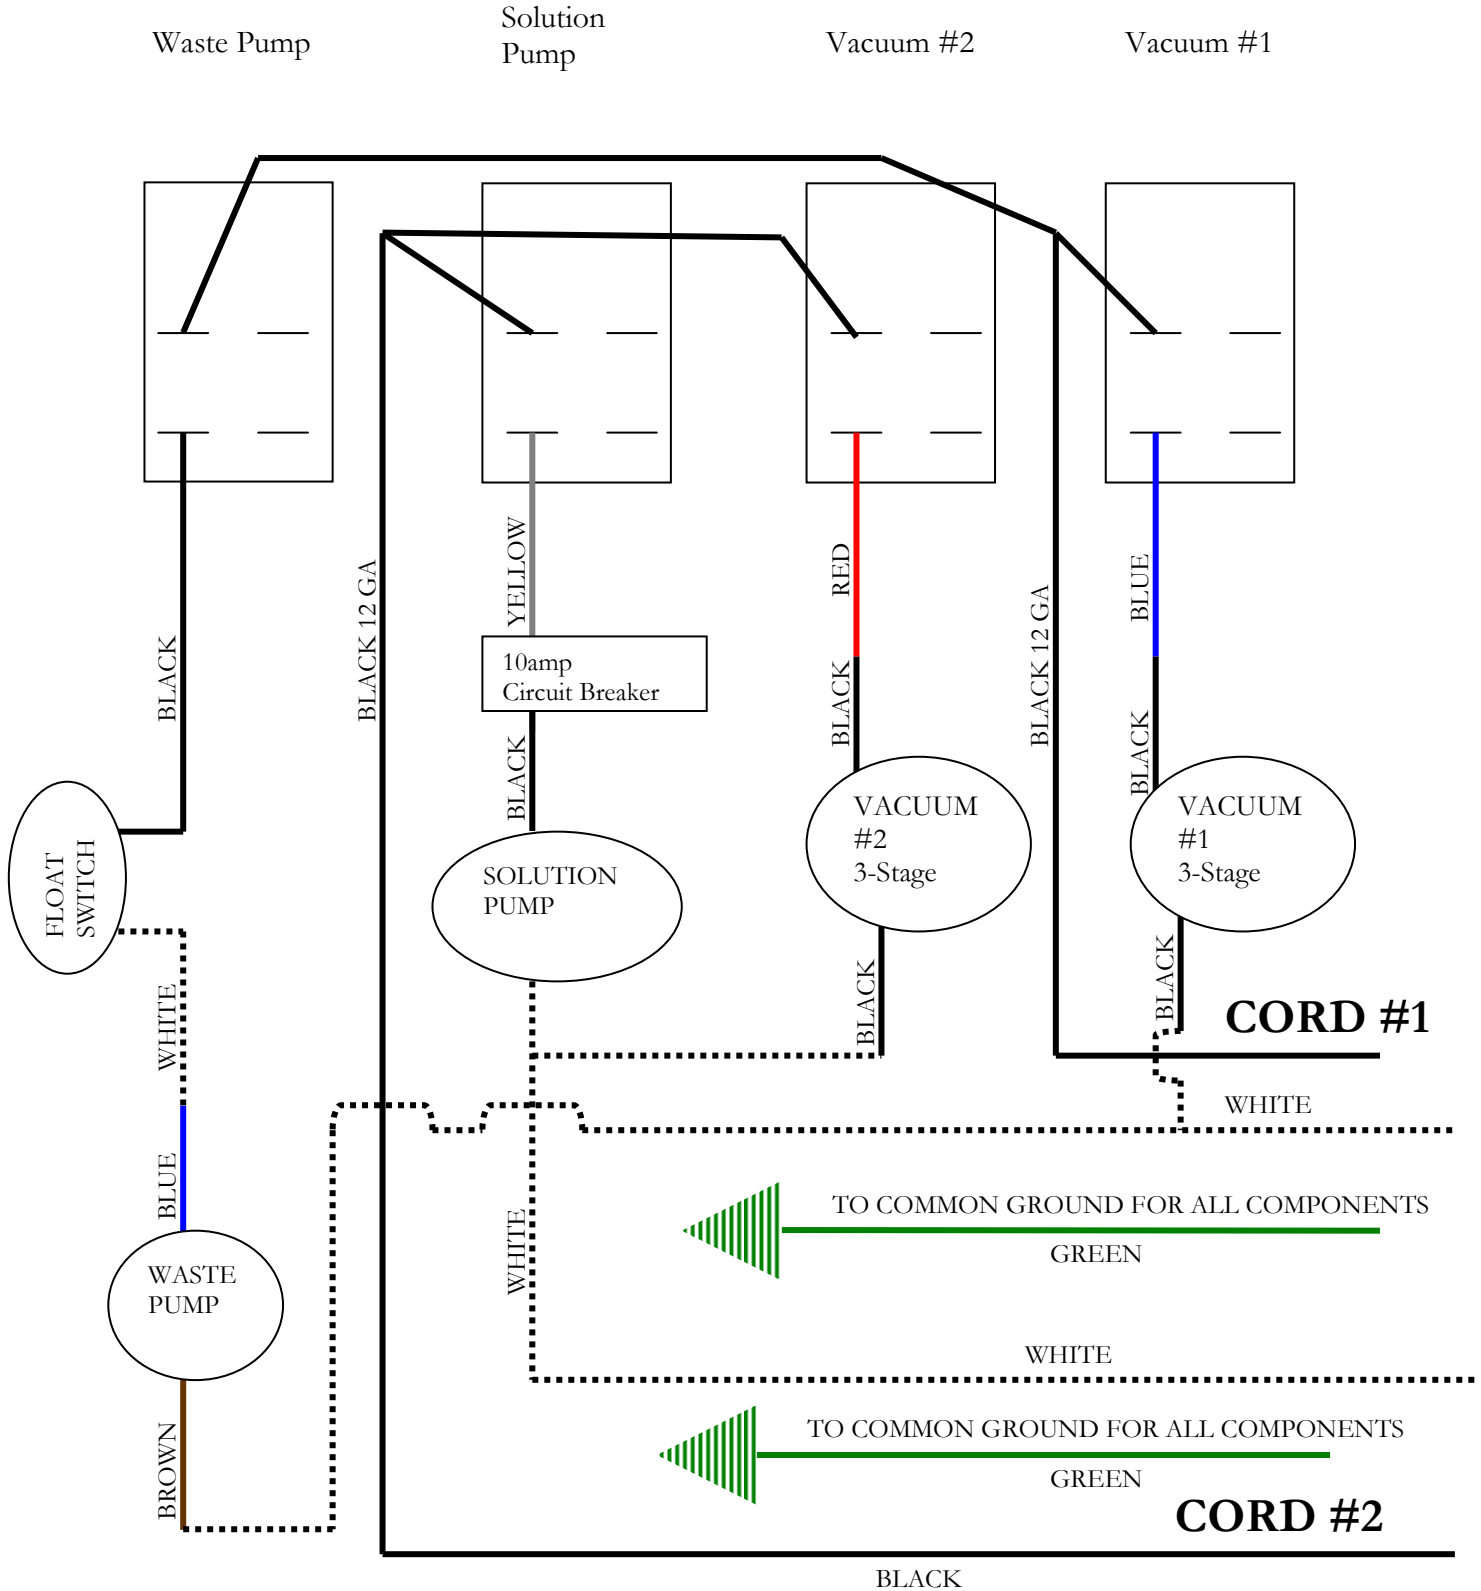 Waste Pump
Solution
Pump
Vacuum #2
Vacuum #1
BLACK
BLACK 12 GA
YELLOW
RED
BLACK 12 GA
BLUE
10amp
Circuit Breaker
BLACK
BLACK
BLACK
FLOAT
SWITCH
SOLUTION
PUMP
VACUUM
#2
3-Stage
VACUUM
#1
3-Stage
WHITE
BLACK
BLACK
CORD #1
WHITE
BLUE
WHITE
TO COMMON GROUND FOR ALL COMPONENTS
GREEN
WASTE
PUMP
WHITE
BROWN
TO COMMON GROUND FOR ALL COMPONENTS
GREEN
CORD #2
BLACK